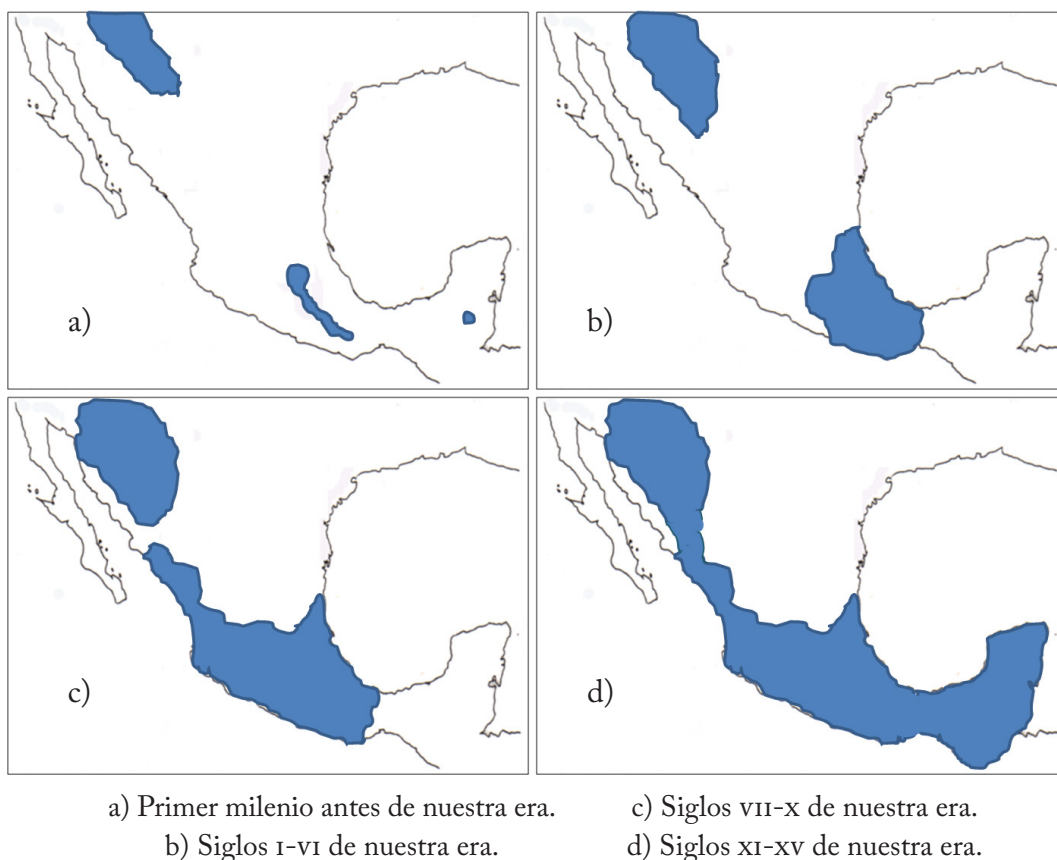 a)
b)
c)
d)
a) Primer milenio antes de nuestra era.
c) Siglos VII-X de nuestra era.
b) Siglos I-VI de nuestra era.
d) Siglos XI-XV de nuestra era.